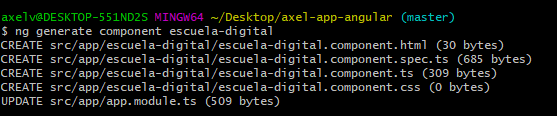 axelv@DESKTOP-551ND2S MINGW64 ~/Desktop/axel-app-angular (master)
$ ng generate component escuela-digital
CREATE src/app/escuela-digital/escuela-digital.component.html (30 bytes)
CREATE src/app/escuela-digital/escuela-digital.component.spec.ts (685 bytes)
CREATE src/app/escuela-digital/escuela-digital.component.ts (309 bytes)
CREATE src/app/escuela-digital/escuela-digital.component.css (0 bytes)
UPDATE src/app/app.module.ts (509 bytes)